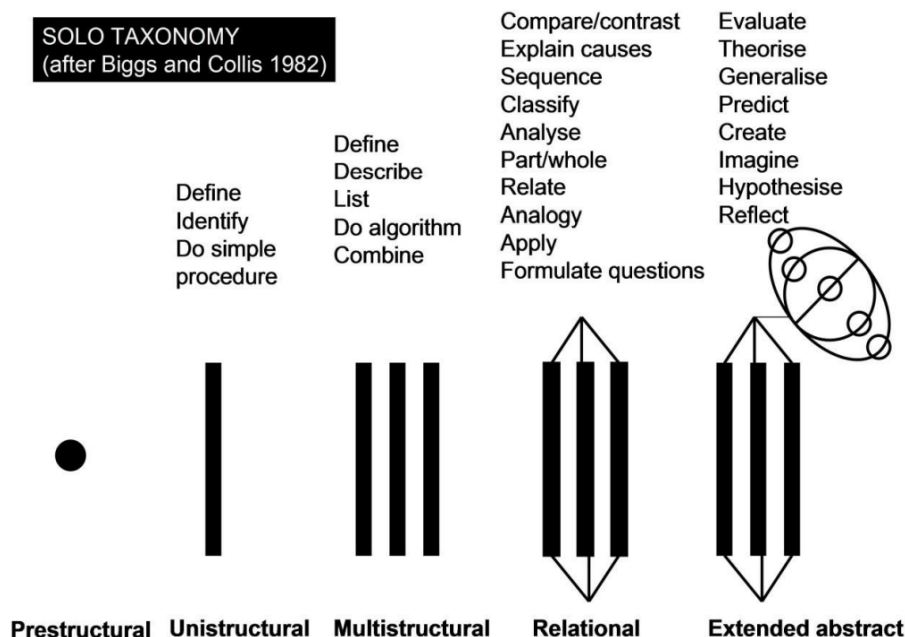 SOLO TAXONOMY
(after Biggs and Collis 1982)
Define
Identify
Do simple
procedure
Define
Describe
List
Do algorithm
Combine
Compare/contrast
Explain causes
Sequence
Classify
Analyse
Part/whole
Relate
Analogy
Apply
Formulate questions
Evaluate
Theorise
Generalise
Predict
Create
Imagine
Hypothesise
Reflect
Prestructural
Unistructural
Multistructural
Relational
Extended abstract